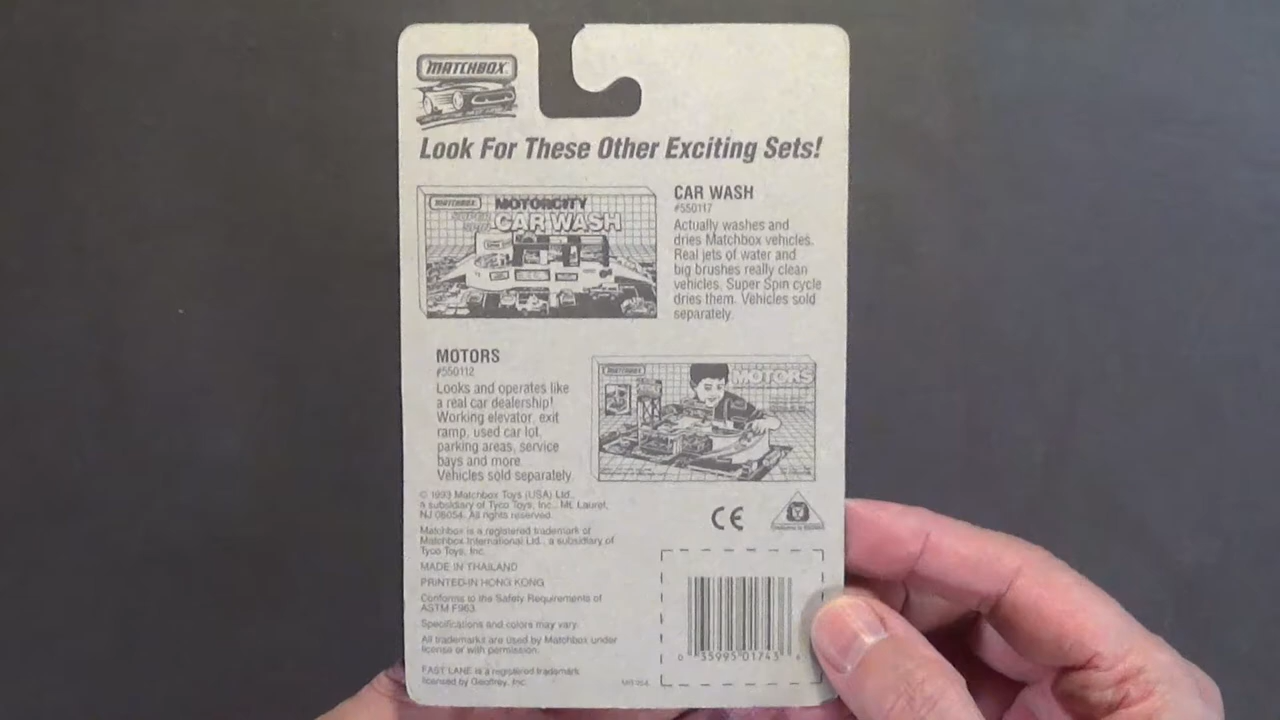 MATCHBOX
Look For These Other Exciting Sets!
MATCHBOX
MOTORCITY
SUPER SPIN
CAR WASH
CAR WASH
#550117
Actually washes and
dries Matchbox vehicles.
Real jets of water and
big brushes really clean
vehicles. Super Spin cycle
dries them. Vehicles sold
separately.
MOTORS
#550112
Looks and operates like
a real car dealership!
Working elevator, exit
ramp, used car lot,
parking areas, service
bays and more.
Vehicles sold separately.
MATCHBOX
MOTORS
© 1993 Matchbox Toys (USA) Ltd.,
a subsidiary of Tyco Toys, Inc., Mt. Laurel,
NJ 08054. All rights reserved.
Matchbox is a registered trademark of
Matchbox International Ltd., a subsidiary of
Tyco Toys, Inc.
MADE IN THAILAND
PRINTED IN HONG KONG
Conforms to the Safety Requirements of
ASTM F963.
Specifications and colors may vary.
All trademarks are used by Matchbox under
license or with permission.
FAST LANE is a registered trademark
licensed by Geoffrey, Inc.
CE
0 35995 01743